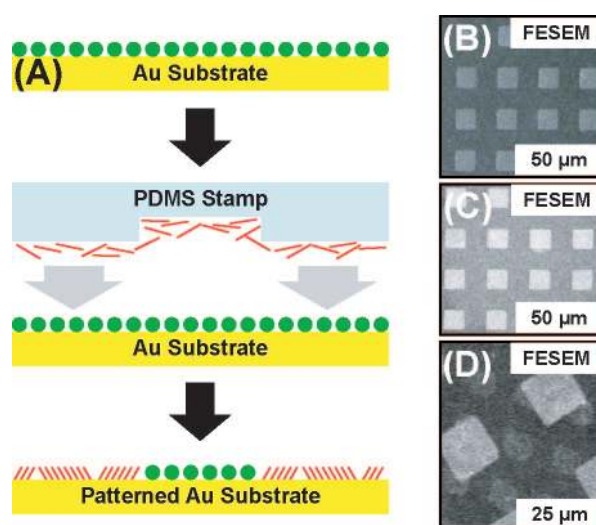 (A)
Au Substrate
PDMS Stamp
Au Substrate
Patterned Au Substrate
(B)
FESEM
50 µm
(C)
FESEM
50 µm
(D)
FESEM
25 µm